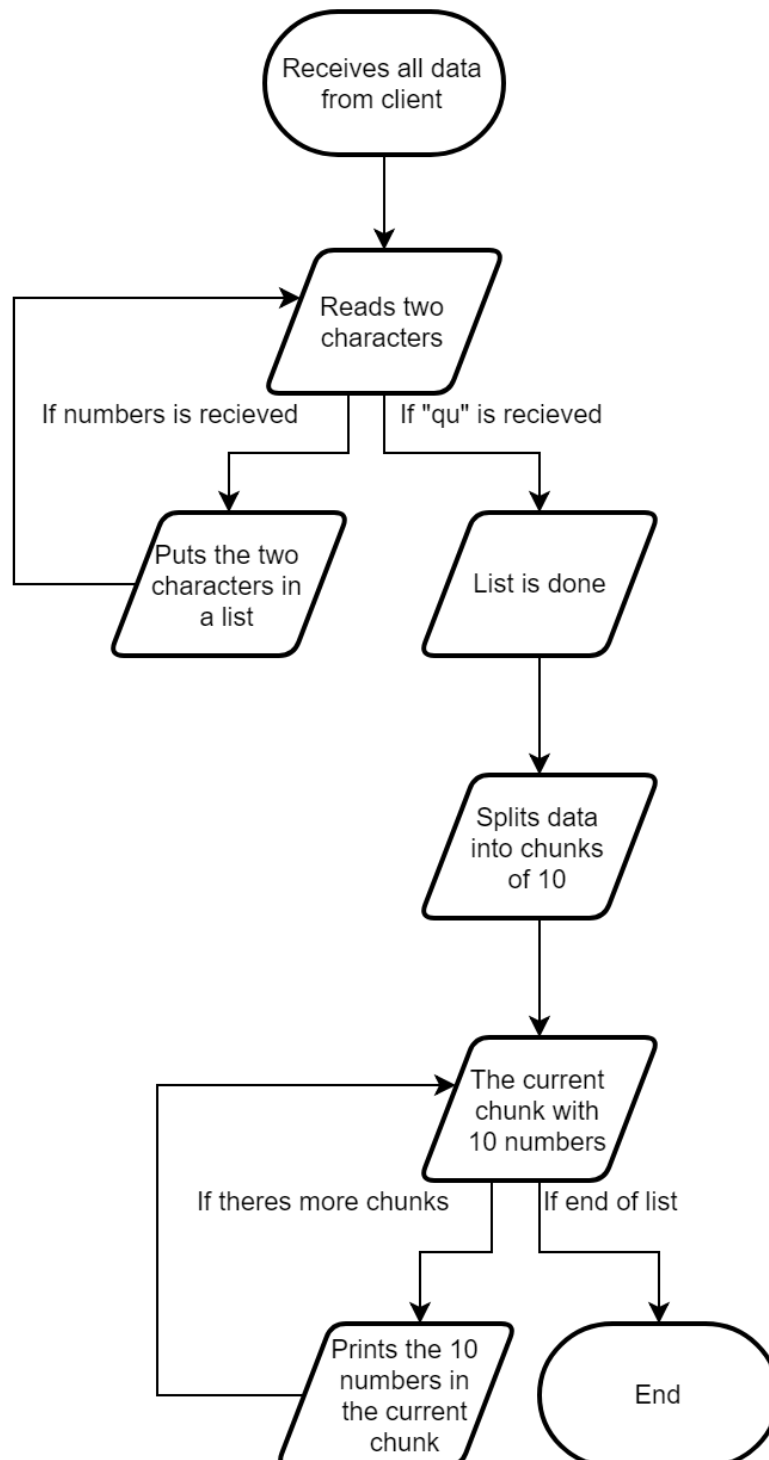 Receives all data
from client
Reads two
characters
If numbers is recieved
If "qu" is recieved
Puts the two
characters in
a list
List is done
Splits data
into chunks
of 10
The current
chunk with
10 numbers
If theres more chunks
If end of list
Prints the 10
numbers in
the current
chunk
End